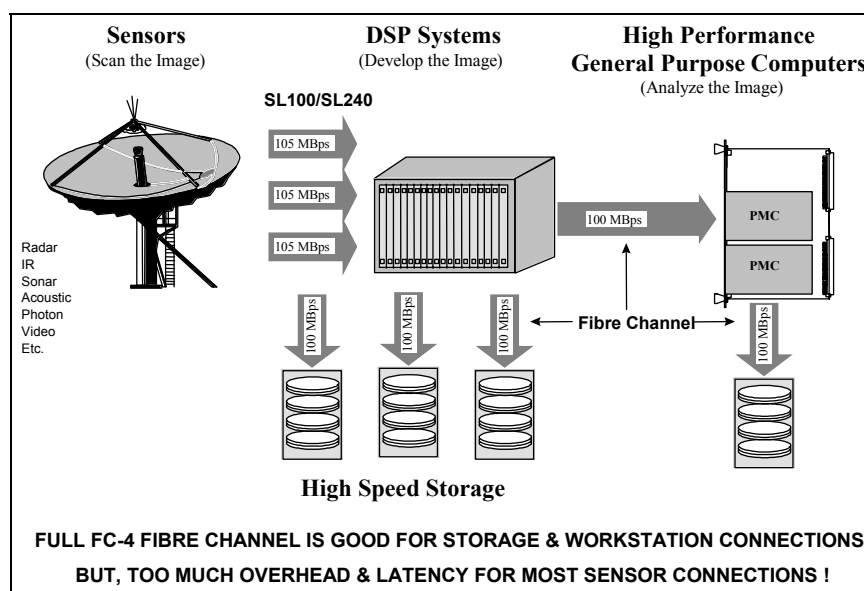 Sensors
(Scan the Image)
DSP Systems
(Develop the Image)
High Performance
General Purpose Computers
(Analyze the Image)
SL100/SL240
105 MBps
105 MBps
105 MBps
100 MBps
PMC
PMC
Radar
IR
Sonar
Acoustic
Photon
Video
Etc.
100 MBps
100 MBps
100 MBps
Fibre Channel
100 MBps
High Speed Storage
FULL FC-4 FIBRE CHANNEL IS GOOD FOR STORAGE & WORKSTATION CONNECTIONS
BUT, TOO MUCH OVERHEAD & LATENCY FOR MOST SENSOR CONNECTIONS !